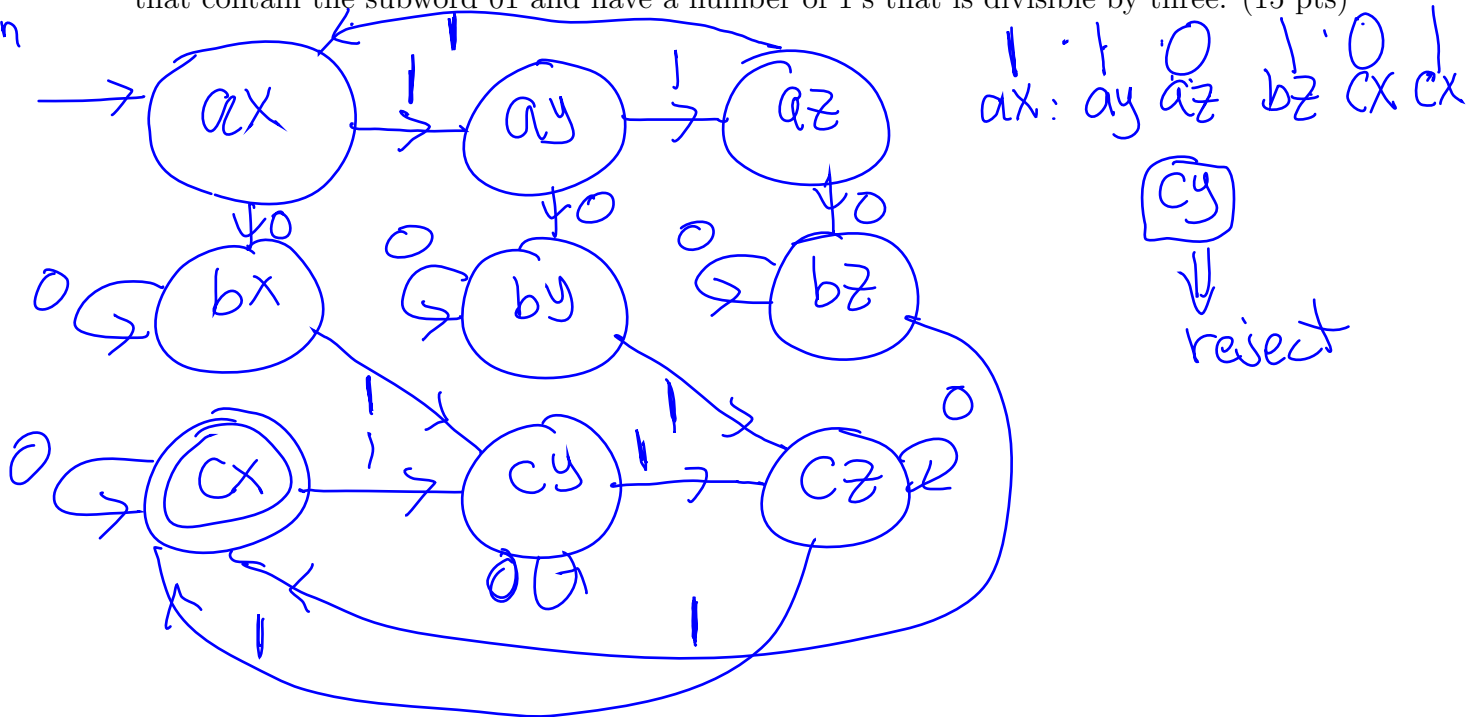 that contain the subword 01 and have a number of 1's that is divisible by three. (15 pts)
n
1
1 1
ax ay az
1 1 0 1 0 1
ax: ay az bz cx cx
cy
reject
0 0 0
0 0 0
bx by bz
1 1
0
1 1
0
cx cy cz
0
1 1